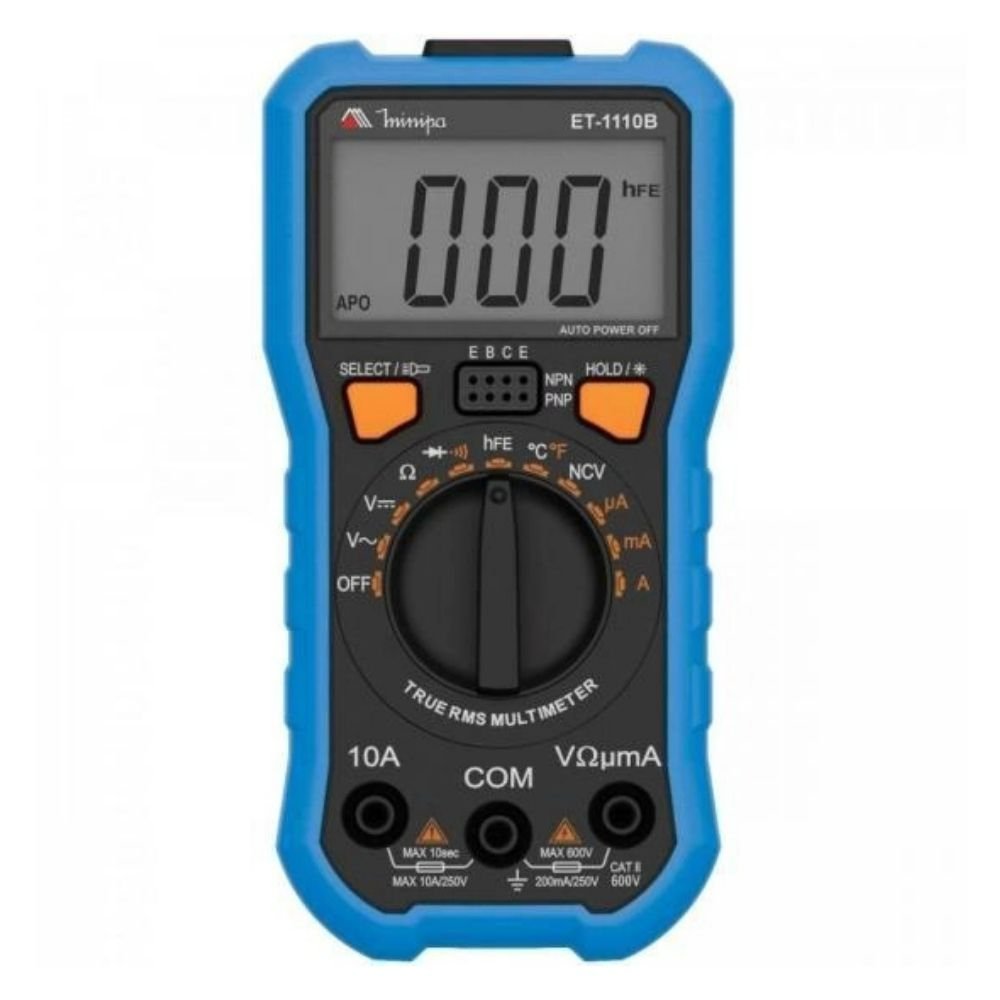 minipa ET-1110B
000 hFE
APO
AUTO POWER OFF
E B C E
SELECT / HOLD / ☀
NPN
PNP
hFE
°C °F
Ω NCV
V⎓ µA
V~ mA
OFF A
TRUE RMS MULTIMETER
10A COM VΩµmA
MAX 10sec MAX 600V
MAX 10A/250V 200mA/250V
CAT II
600V